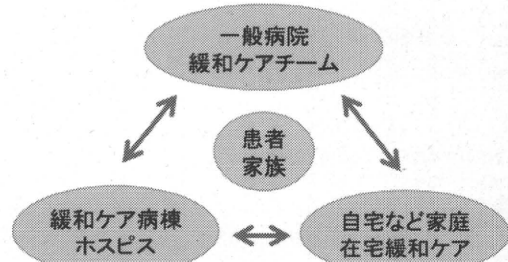 一般病院
緩和ケアチーム
患者
家族
緩和ケア病棟
ホスピス
自宅など家庭
在宅緩和ケア